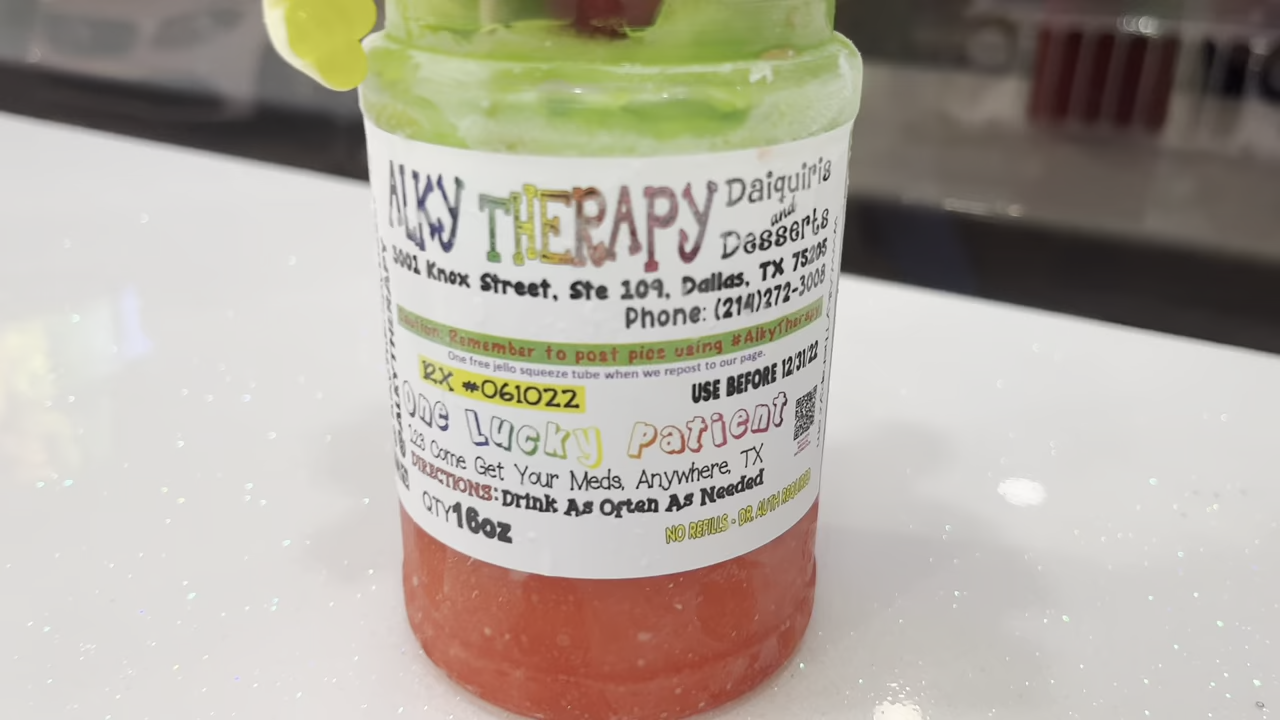 ALKY THERAPY Daiquiris and Desserts
3001 Knox Street, Ste 109, Dallas, TX 75205
Phone: (214)272-3008
Caution: Remember to post pics using #AlkyTherapy!
One free jello squeeze tube when we repost to our page.
RX #061022
USE BEFORE 12/31/22
One Lucky Patient
123 Come Get Your Meds, Anywhere, TX
DIRECTIONS: Drink As Often As Needed
QTY 16oz
NO REFILLS - DR. AUTH REQUIRED
@ALKYTHERAPY